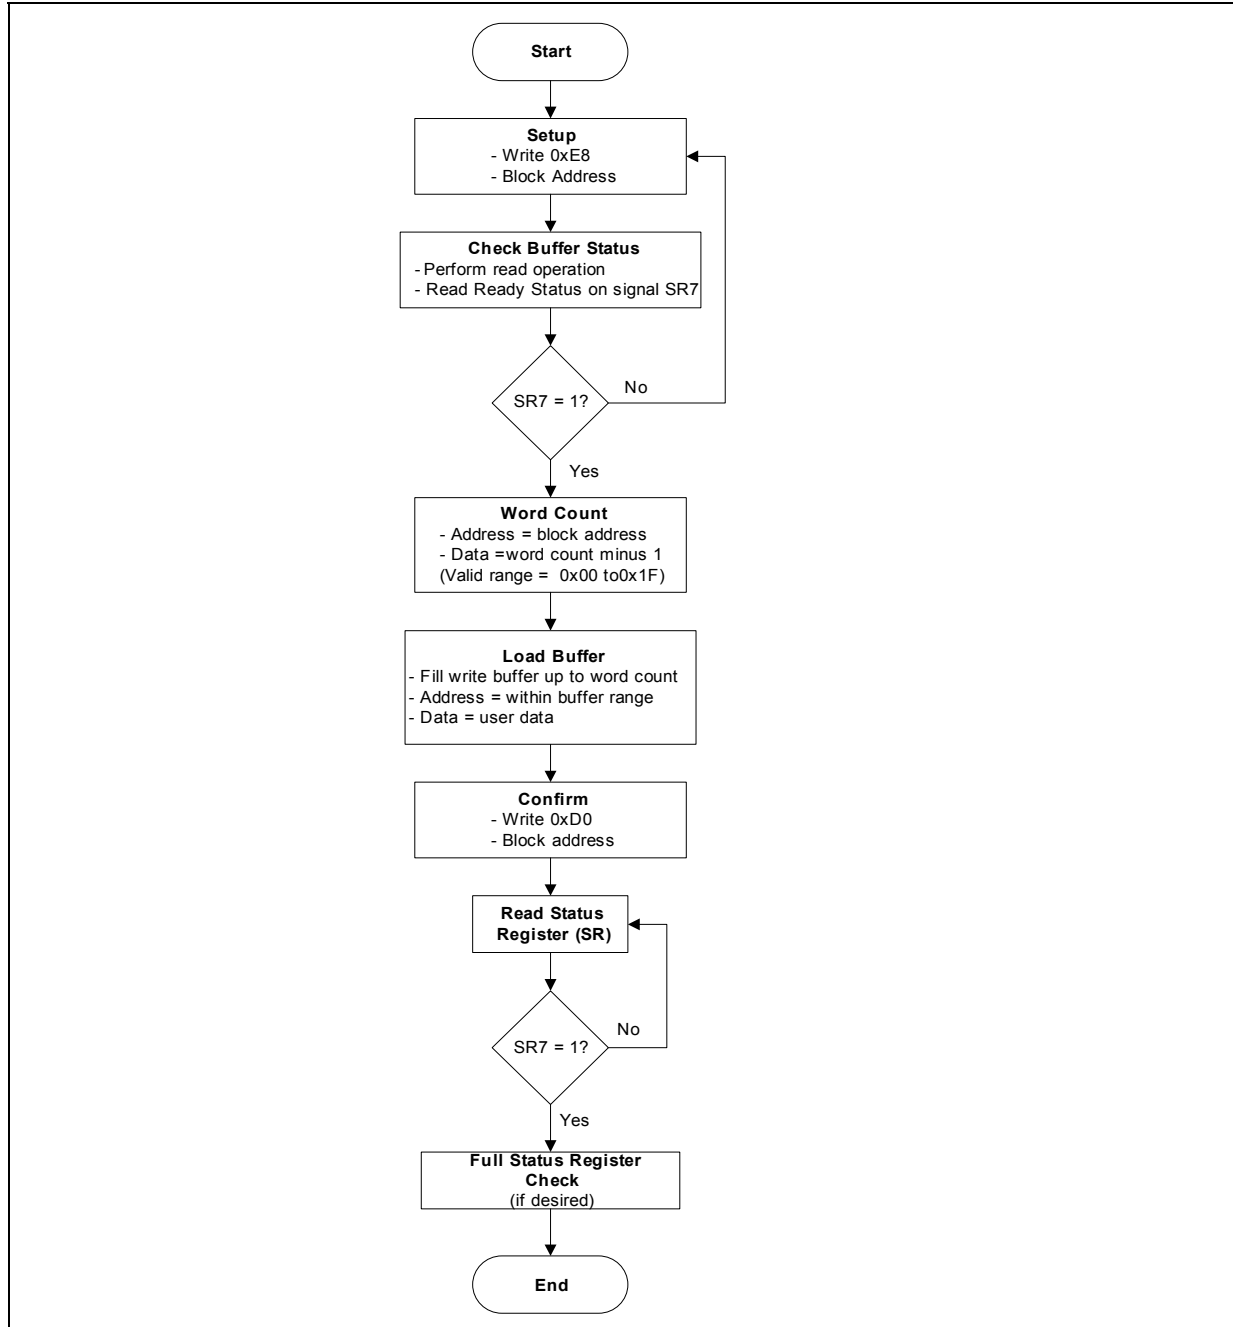 Start
Setup
- Write 0xE8
- Block Address
Check Buffer Status
- Perform read operation
- Read Ready Status on signal SR7
SR7 = 1?
No
Yes
Word Count
- Address = block address
- Data =word count minus 1
(Valid range =  0x00 to0x1F)
Load Buffer
- Fill write buffer up to word count
- Address = within buffer range
- Data = user data
Confirm
- Write 0xD0
- Block address
Read Status
Register (SR)
SR7 = 1?
No
Yes
Full Status Register
Check
(if desired)
End